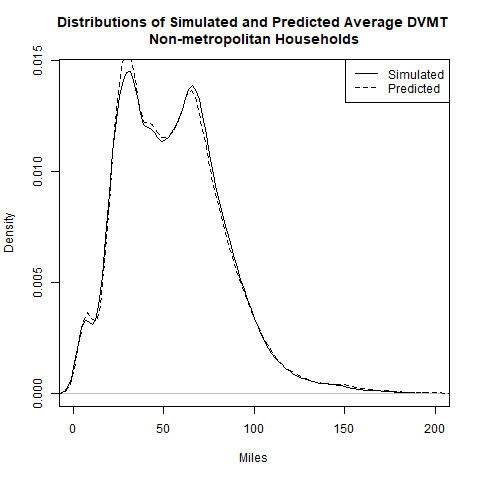 Distributions of Simulated and Predicted Average DVMT
Non-metropolitan Households
Simulated
Predicted
0.015
0.010
0.005
0.000
Density
0
50
100
150
200
Miles